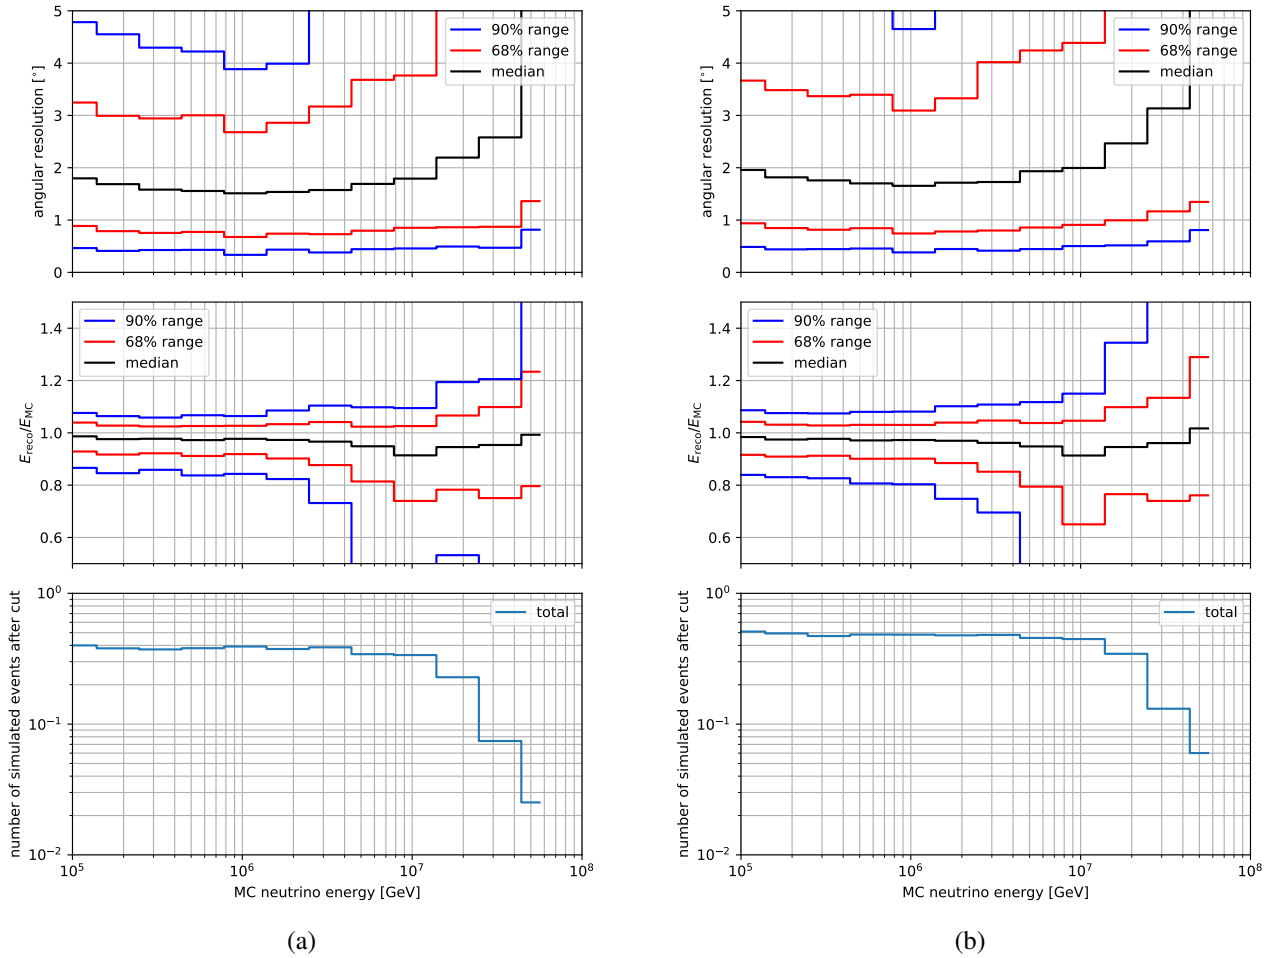 5
4
3
2
1
0
angular resolution [°]
90% range
68% range
median
1.4
1.2
1.0
0.8
0.6
E_reco/E_MC
90% range
68% range
median
10^0
10^−1
10^−2
number of simulated events after cut
total
10^5
10^6
10^7
10^8
MC neutrino energy [GeV]
(a)
5
4
3
2
1
0
angular resolution [°]
90% range
68% range
median
1.4
1.2
1.0
0.8
0.6
E_reco/E_MC
90% range
68% range
median
10^0
10^−1
10^−2
number of simulated events after cut
total
10^5
10^6
10^7
10^8
MC neutrino energy [GeV]
(b)